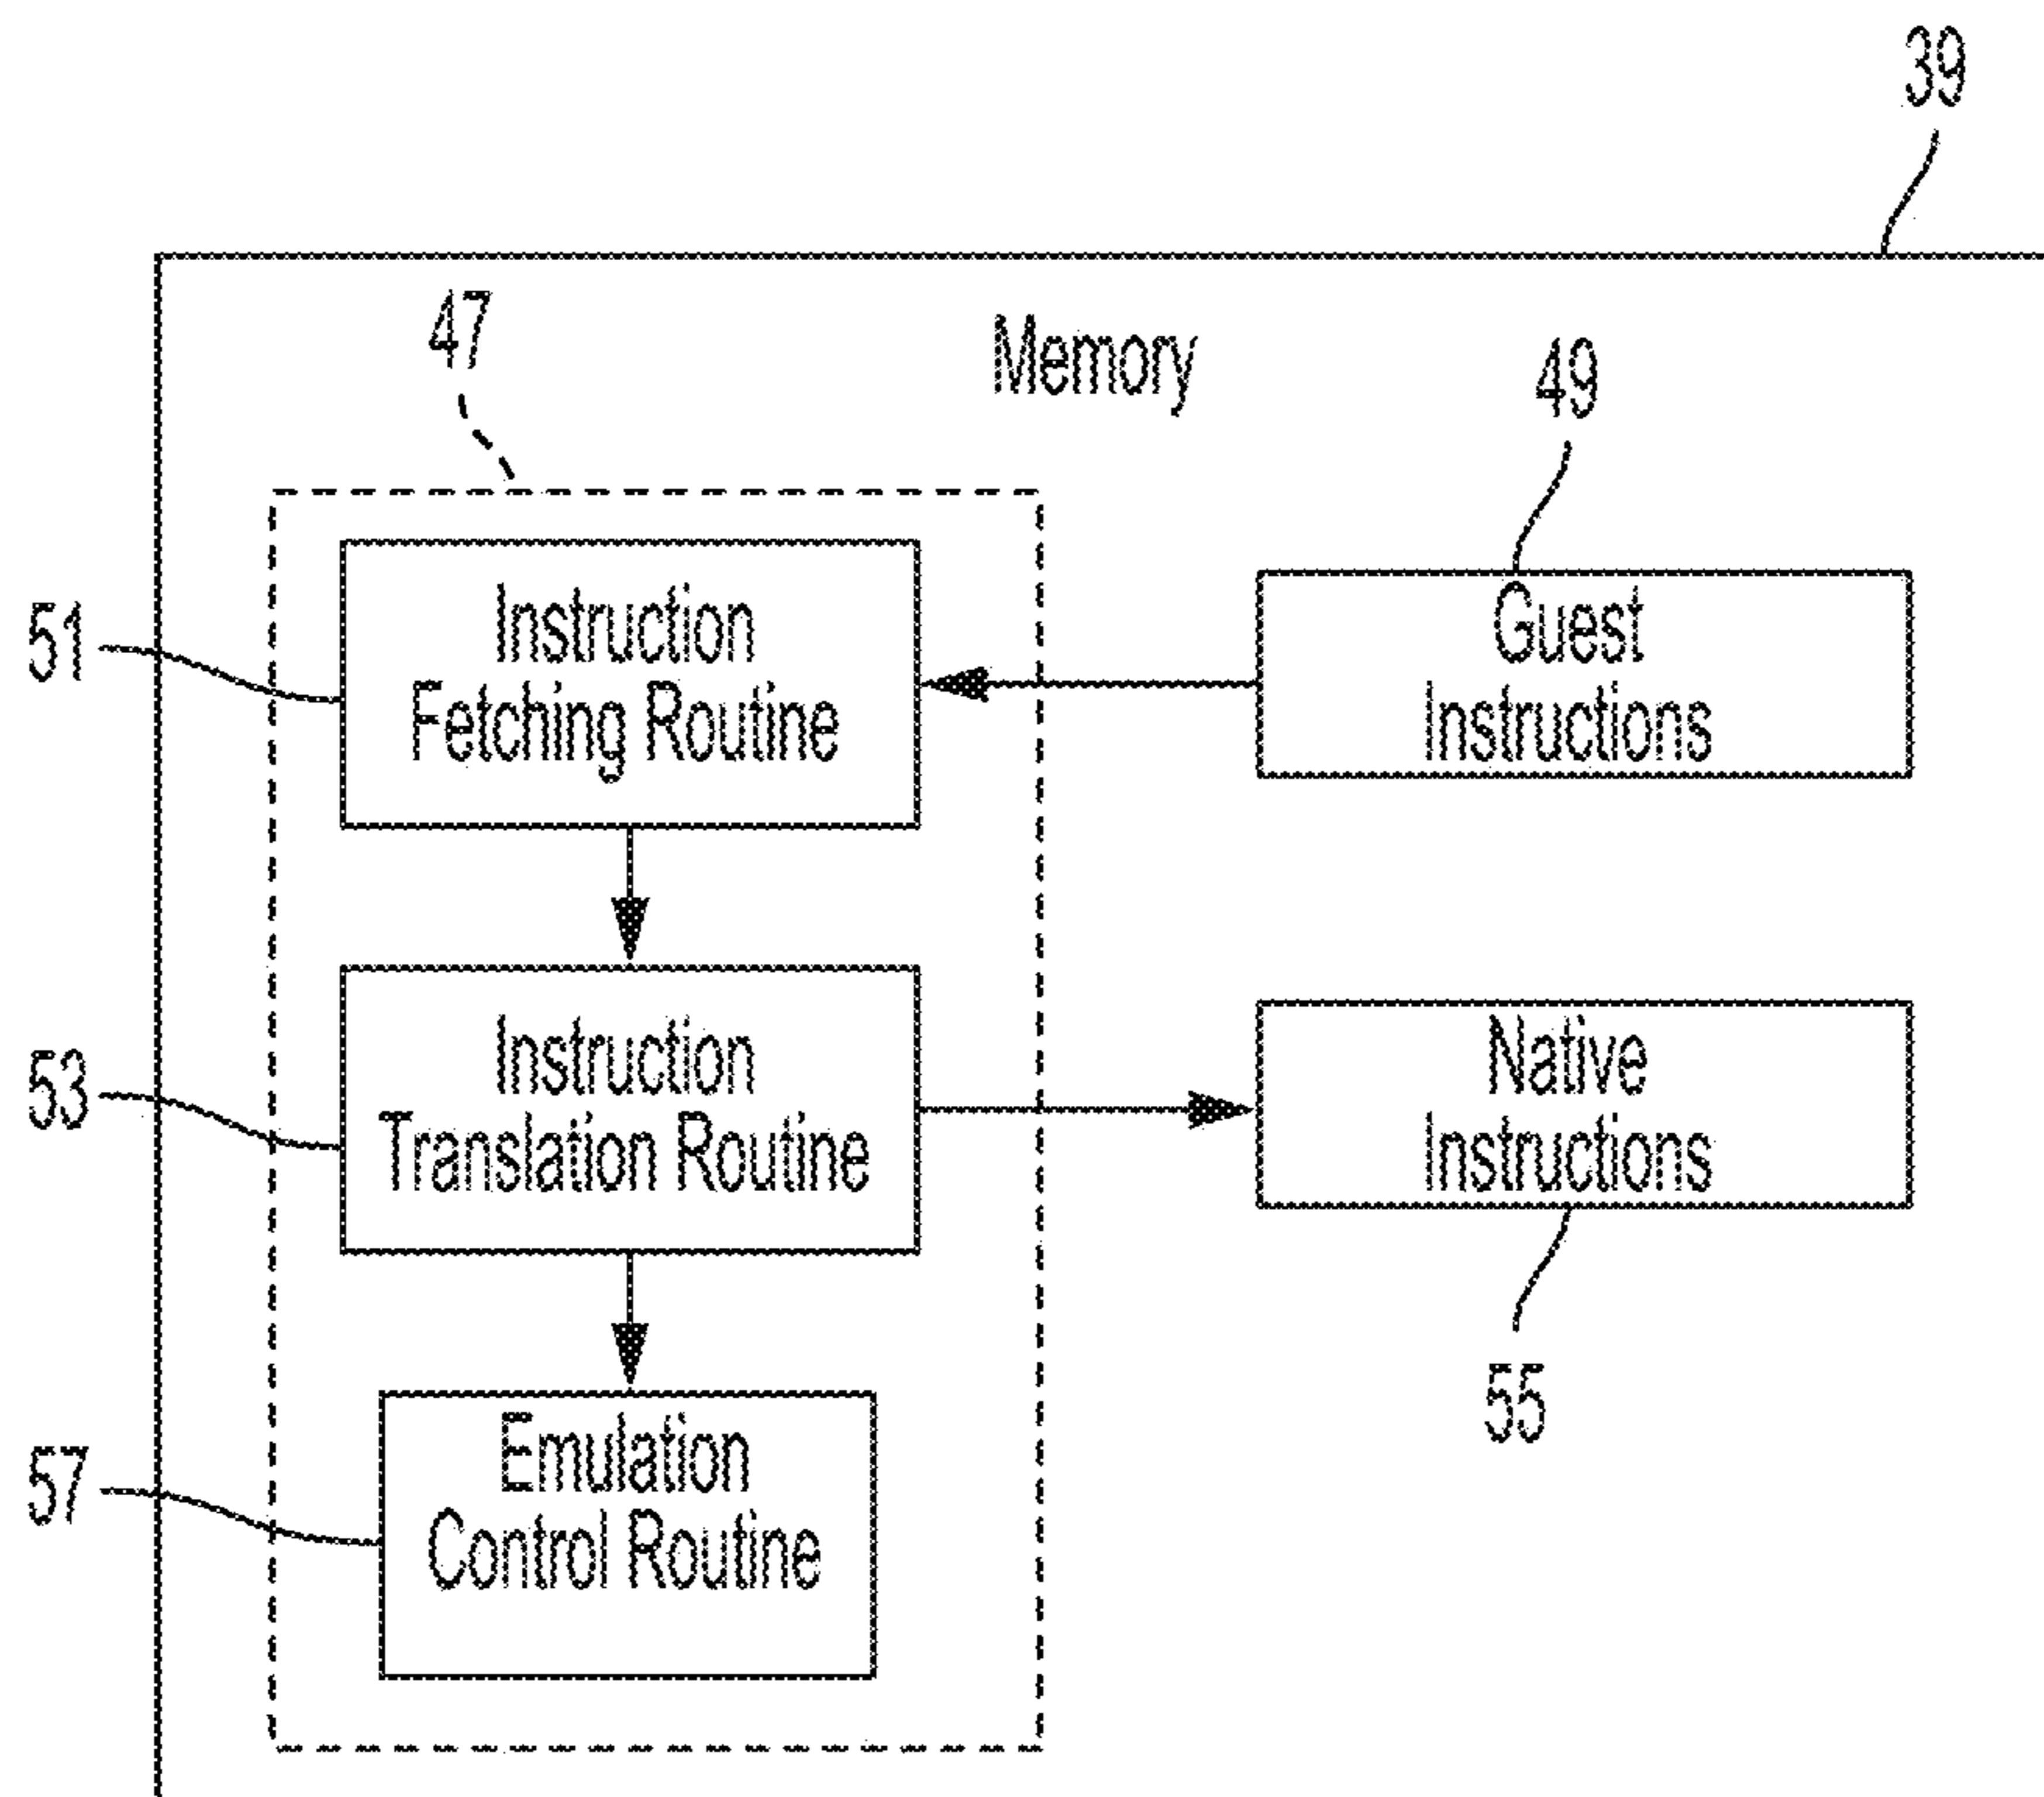 39
Memory
47
49
51
Instruction
Fetching Routine
Guest
Instructions
53
Instruction
Translation Routine
Native
Instructions
55
57
Emulation
Control Routine